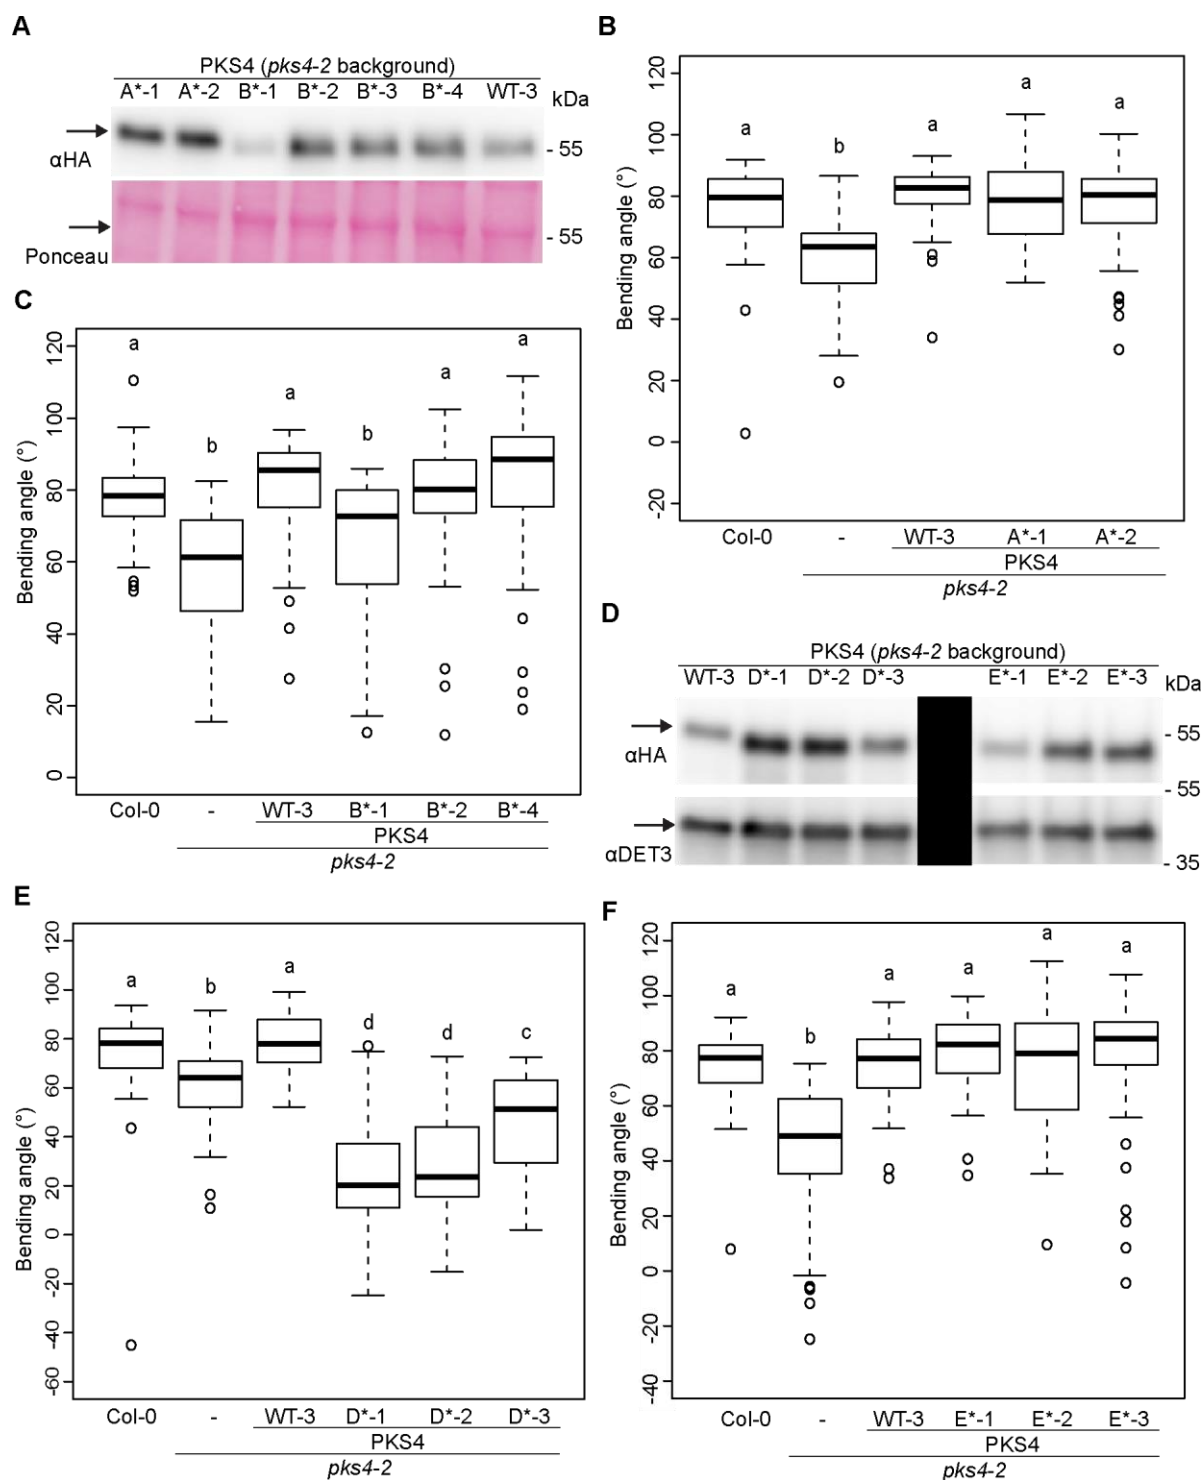 A
PKS4 (pks4-2 background)
A*-1 A*-2 B*-1 B*-2 B*-3 B*-4 WT-3 kDa
αHA
- 55
Ponceau
- 55
B
Bending angle (°)
120
100
80
60
40
20
0
-20
a b a a a
Col-0 - WT-3 A*-1 A*-2
PKS4
pks4-2
C
Bending angle (°)
120
100
80
60
40
20
0
a b a b a a
Col-0 - WT-3 B*-1 B*-2 B*-4
PKS4
pks4-2
D
PKS4 (pks4-2 background)
WT-3 D*-1 D*-2 D*-3 E*-1 E*-2 E*-3 kDa
αHA
- 55
- 55
αDET3
- 35
E
Bending angle (°)
120
100
80
60
40
20
0
-20
-40
-60
a b a d d c
Col-0 - WT-3 D*-1 D*-2 D*-3
PKS4
pks4-2
F
Bending angle (°)
120
100
80
60
40
20
0
-20
-40
a b a a a a
Col-0 - WT-3 E*-1 E*-2 E*-3
PKS4
pks4-2